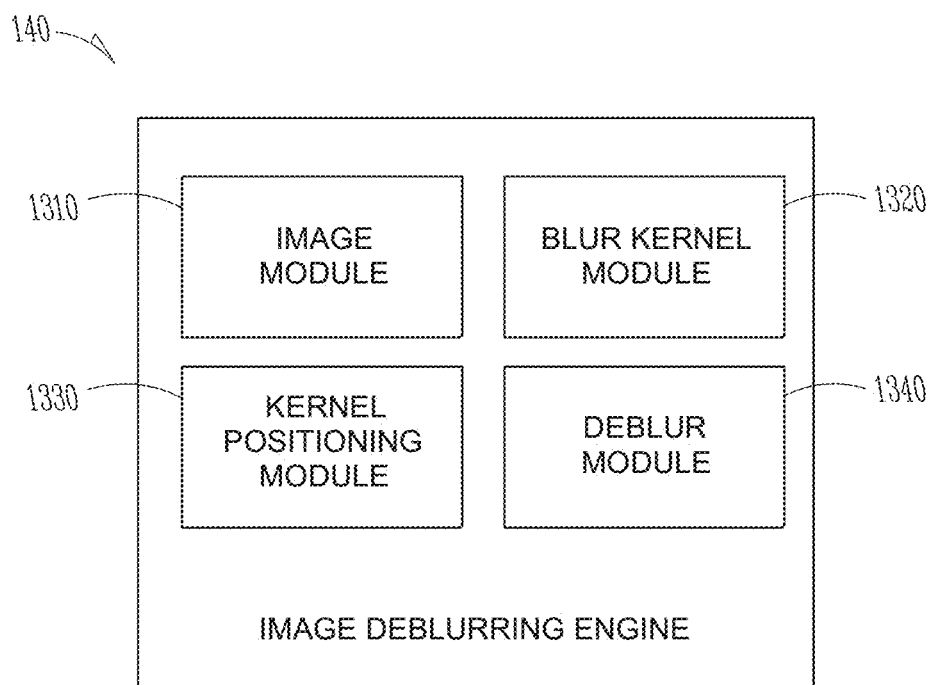 140
1310
IMAGE
MODULE
1320
BLUR KERNEL
MODULE
1330
KERNEL
POSITIONING
MODULE
1340
DEBLUR
MODULE
IMAGE DEBLURRING ENGINE